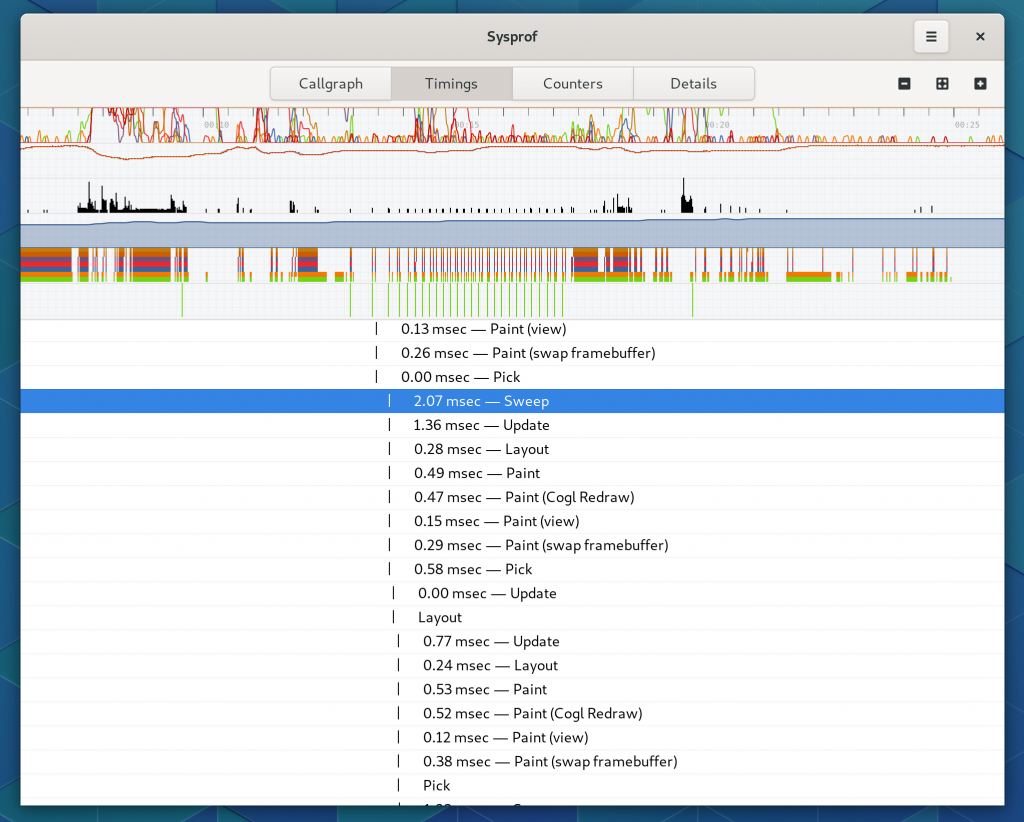 Sysprof
Callgraph
Timings
Counters
Details
00:10
00:20
00:25
0.13 msec — Paint (view)
0.26 msec — Paint (swap framebuffer)
0.00 msec — Pick
2.07 msec — Sweep
1.36 msec — Update
0.28 msec — Layout
0.49 msec — Paint
0.47 msec — Paint (Cogl Redraw)
0.15 msec — Paint (view)
0.29 msec — Paint (swap framebuffer)
0.58 msec — Pick
0.00 msec — Update
Layout
0.77 msec — Update
0.24 msec — Layout
0.53 msec — Paint
0.52 msec — Paint (Cogl Redraw)
0.12 msec — Paint (view)
0.38 msec — Paint (swap framebuffer)
Pick